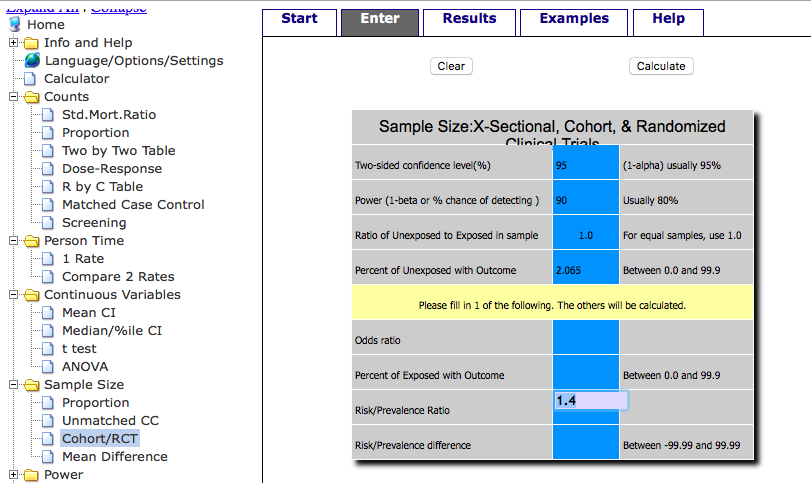 Expand All | Collapse
Home
Info and Help
Language/Options/Settings
Calculator
Counts
Std.Mort.Ratio
Proportion
Two by Two Table
Dose-Response
R by C Table
Matched Case Control
Screening
Person Time
1 Rate
Compare 2 Rates
Continuous Variables
Mean CI
Median/%ile CI
t test
ANOVA
Sample Size
Proportion
Unmatched CC
Cohort/RCT
Mean Difference
Power
Start Enter Results Examples Help
Clear Calculate
Sample Size:X-Sectional, Cohort, & Randomized
Clinical Trials
Two-sided confidence level(%) 95 (1-alpha) usually 95%
Power (1-beta or % chance of detecting ) 90 Usually 80%
Ratio of Unexposed to Exposed in sample 1.0 For equal samples, use 1.0
Percent of Unexposed with Outcome 2.065 Between 0.0 and 99.9
Please fill in 1 of the following. The others will be calculated.
Odds ratio
Percent of Exposed with Outcome Between 0.0 and 99.9
Risk/Prevalence Ratio 1.4
Risk/Prevalence difference Between -99.99 and 99.99